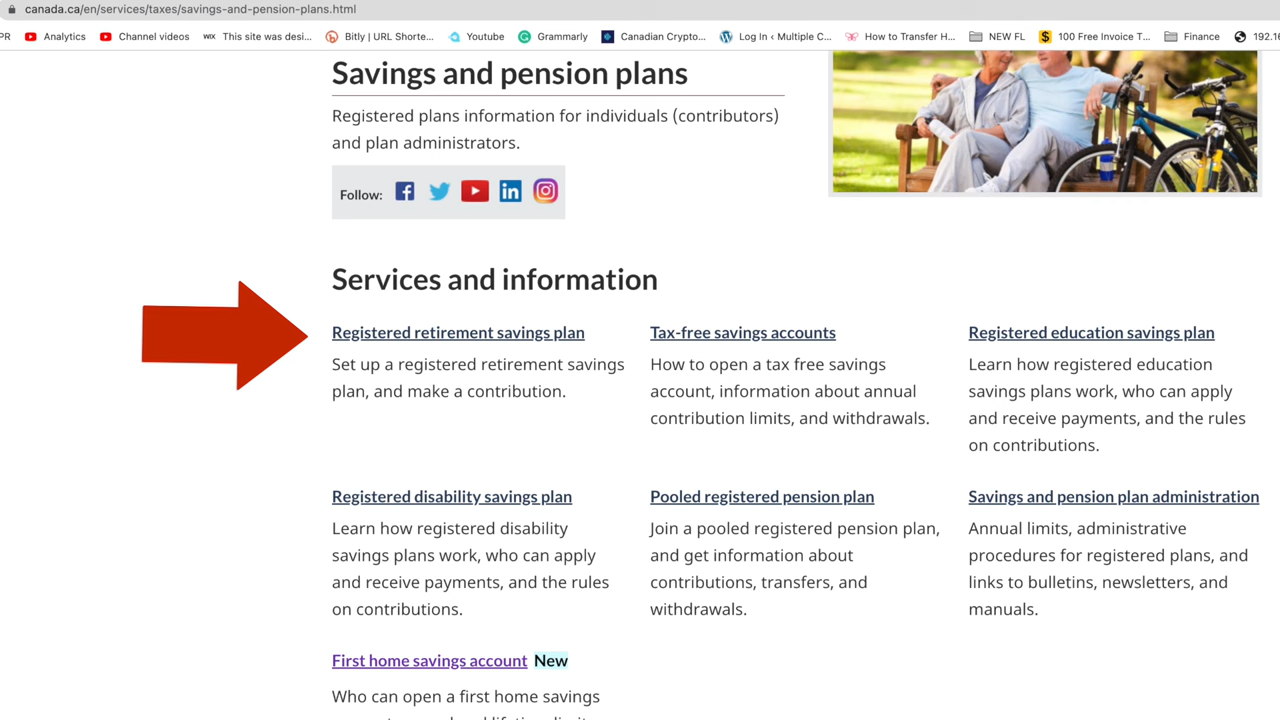 canada.ca/en/services/taxes/savings-and-pension-plans.html
PR Analytics Channel videos WIX This site was desi... Bitly | URL Shorte... Youtube Grammarly Canadian Crypto... Log In ‹ Multiple C... How to Transfer H... NEW FL 100 Free Invoice T... Finance 192.16
Savings and pension plans
Registered plans information for individuals (contributors)
and plan administrators.
Follow:
Services and information
Registered retirement savings plan
Set up a registered retirement savings
plan, and make a contribution.
Tax-free savings accounts
How to open a tax free savings
account, information about annual
contribution limits, and withdrawals.
Registered education savings plan
Learn how registered education
savings plans work, who can apply
and receive payments, and the rules
on contributions.
Registered disability savings plan
Learn how registered disability
savings plans work, who can apply
and receive payments, and the rules
on contributions.
Pooled registered pension plan
Join a pooled registered pension plan,
and get information about
contributions, transfers, and
withdrawals.
Savings and pension plan administration
Annual limits, administrative
procedures for registered plans, and
links to bulletins, newsletters, and
manuals.
First home savings account New
Who can open a first home savings